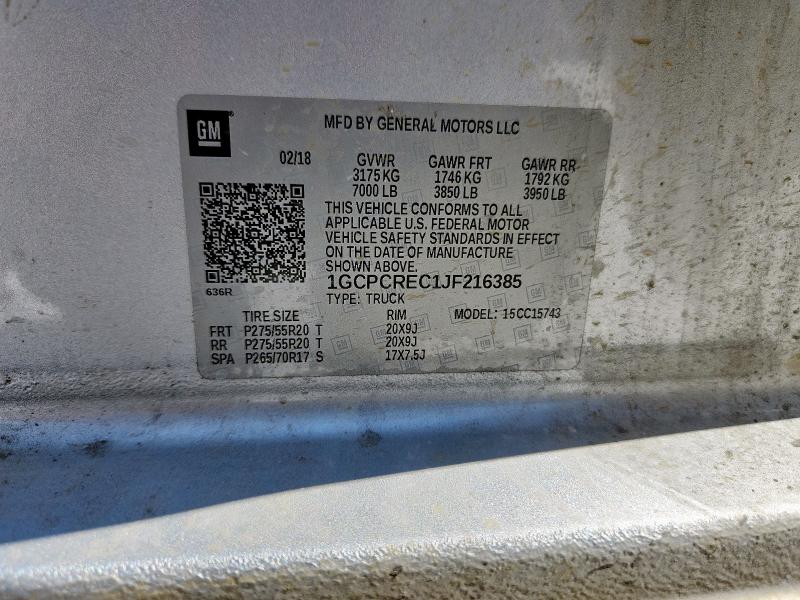 GM
MFD BY GENERAL MOTORS LLC
02/18 GVWR GAWR FRT GAWR RR
3175 KG 1746 KG 1792 KG
7000 LB 3850 LB 3950 LB
THIS VEHICLE CONFORMS TO ALL
APPLICABLE U.S. FEDERAL MOTOR
VEHICLE SAFETY STANDARDS IN EFFECT
ON THE DATE OF MANUFACTURE
SHOWN ABOVE.
636R 1GCPCREC1JF216385
TYPE: TRUCK
TIRE SIZE RIM MODEL: 15CC15743
FRT P275/55R20 T 20X9J
RR P275/55R20 T 20X9J
SPA P265/70R17 S 17X7.5J